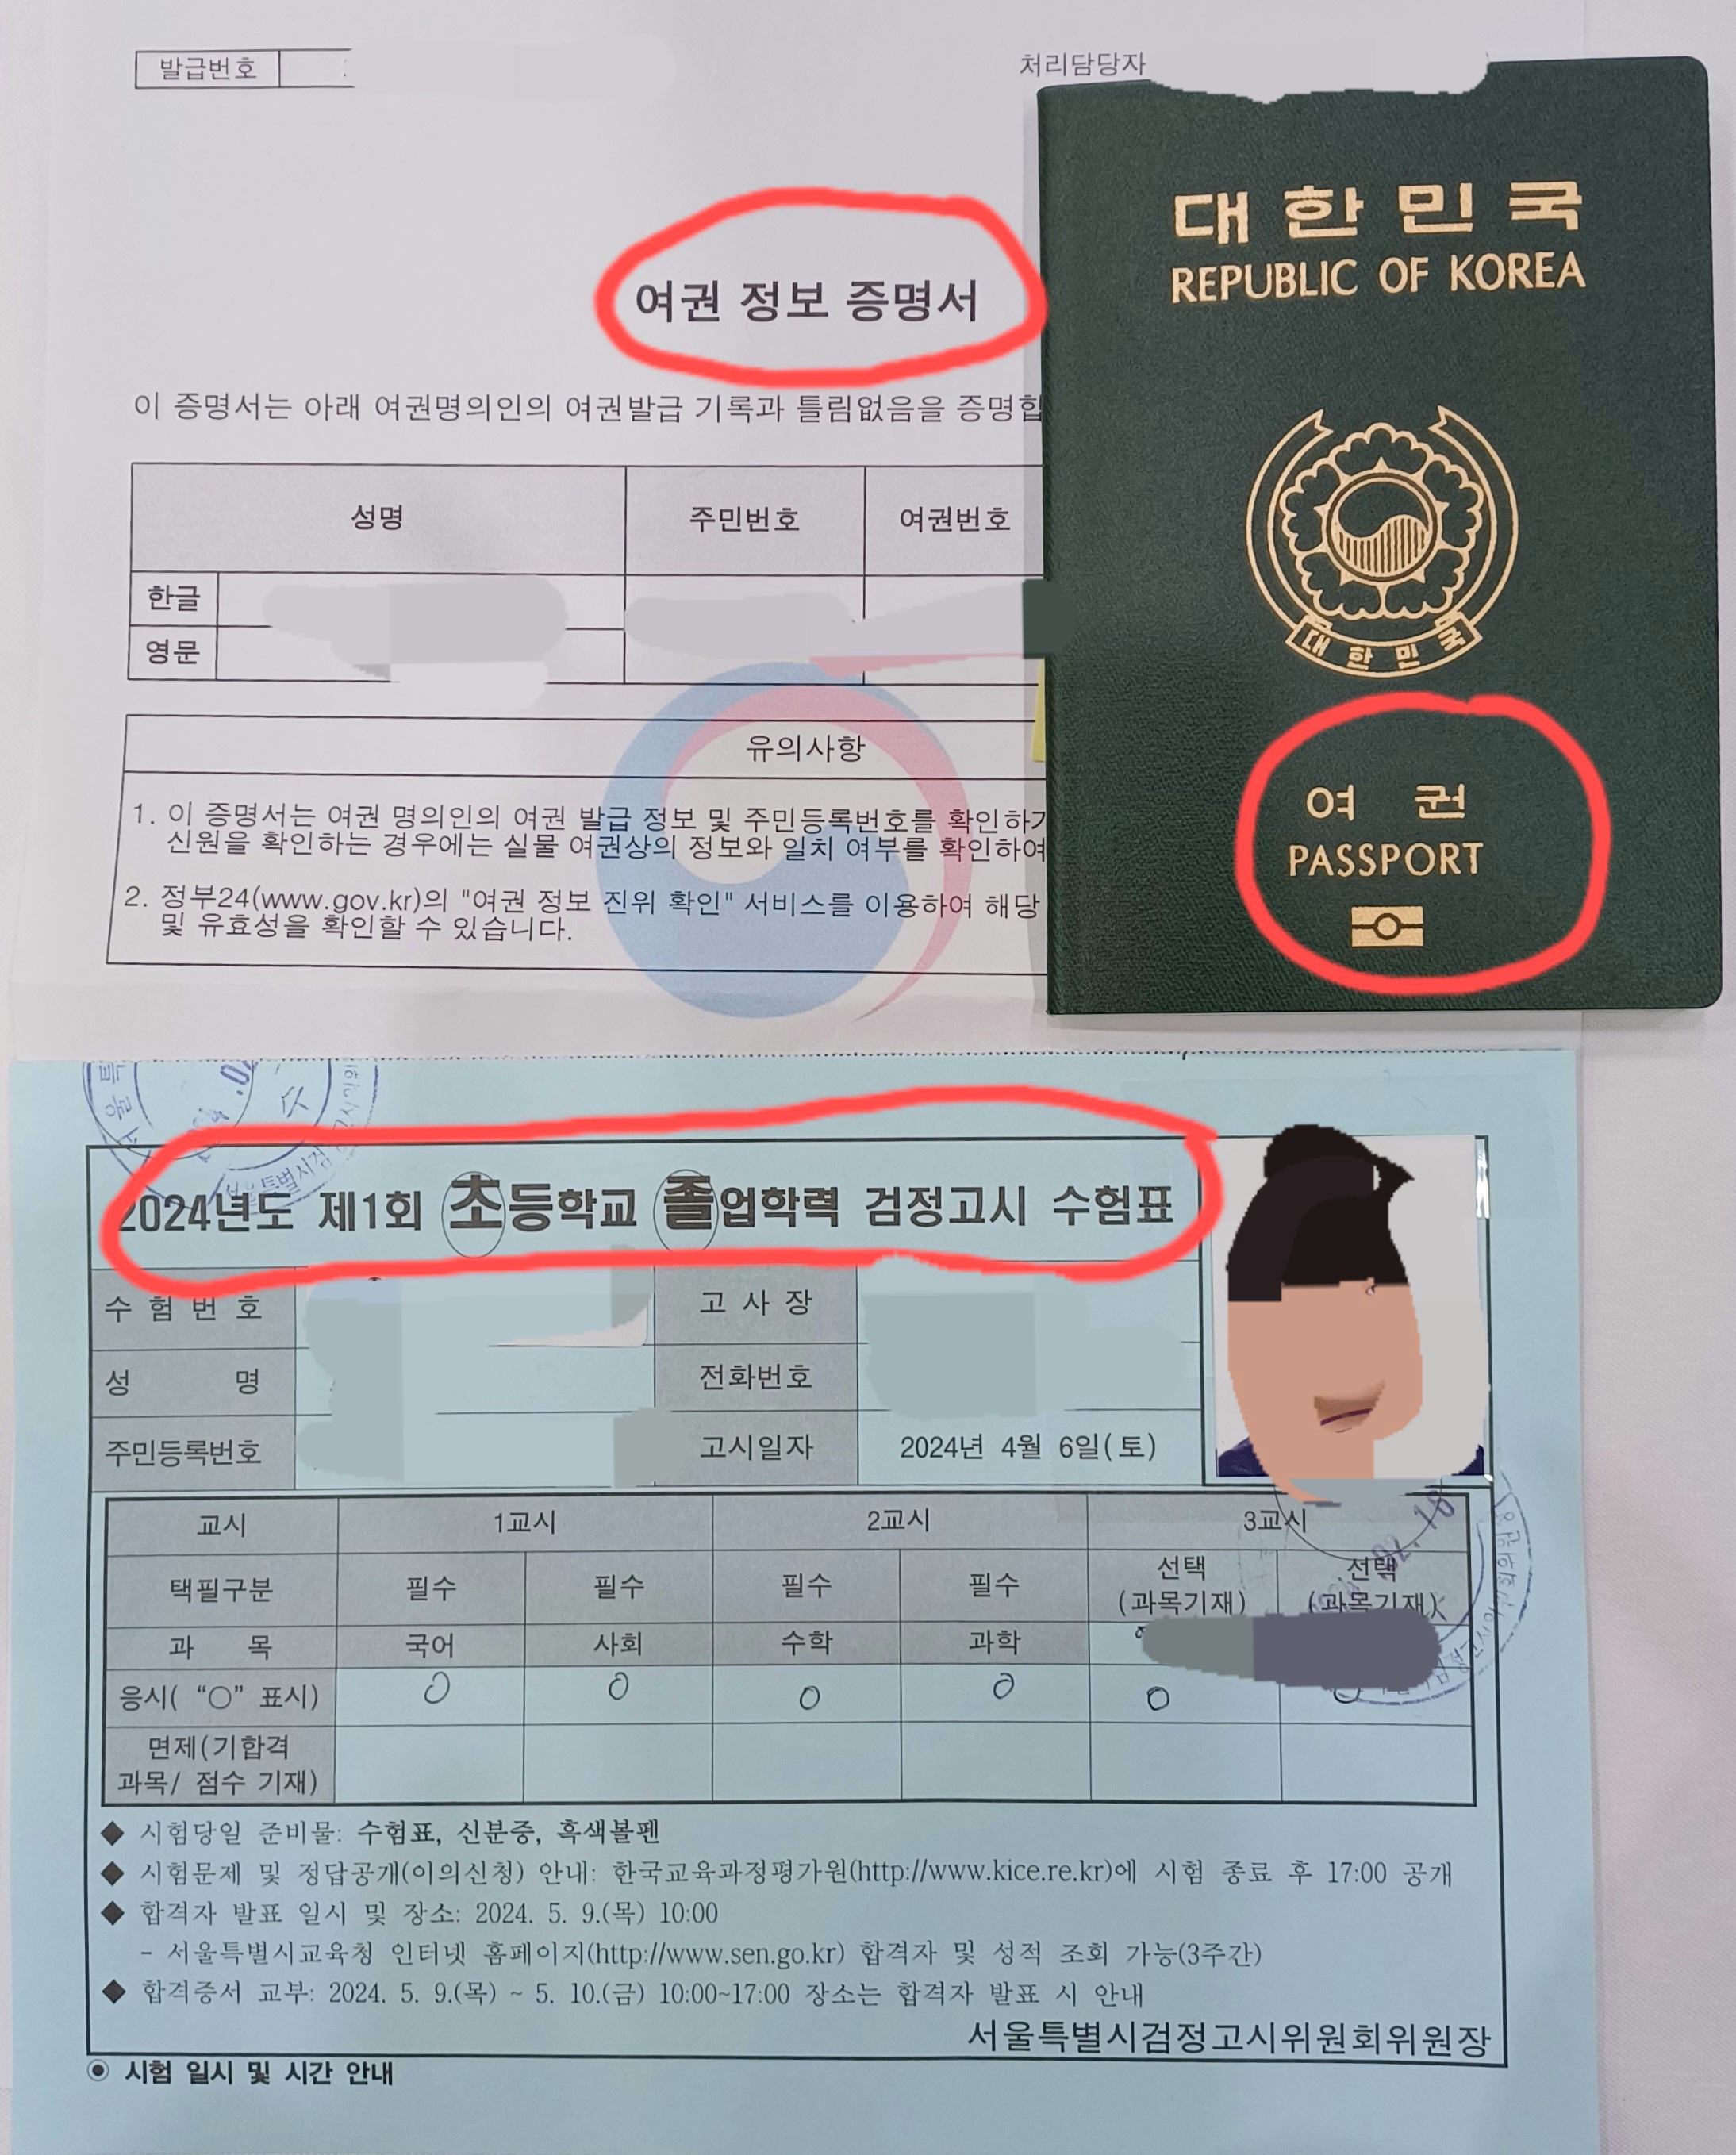 발급번호
처리담당자
여권 정보 증명서
이 증명서는 아래 여권명의인의 여권발급 기록과 틀림없음을 증명합
성명 주민번호 여권번호
한글
영문
유의사항
1. 이 증명서는 여권 명의인의 여권 발급 정보 및 주민등록번호를 확인하기
신원을 확인하는 경우에는 실물 여권상의 정보와 일치 여부를 확인하여
2. 정부24(www.gov.kr)의 "여권 정보 진위 확인" 서비스를 이용하여 해당
및 유효성을 확인할 수 있습니다.
대한민국
REPUBLIC OF KOREA
대한민국
여 권
PASSPORT
2024년도 제1회 초등학교 졸업학력 검정고시 수험표
수 험 번 호 고 사 장
성 명 전화번호
주민등록번호 고시일자 2024년 4월 6일(토)
교시 1교시 2교시 3교시
택필구분 필수 필수 필수 필수 선택 (과목기재) 선택 (과목기재)
과 목 국어 사회 수학 과학
응시( “○” 표시) ○ ○ ○ ○ ○
면제(기합격
과목/ 점수 기재)
◆ 시험당일 준비물: 수험표, 신분증, 흑색볼펜
◆ 시험문제 및 정답공개(이의신청) 안내: 한국교육과정평가원(http://www.kice.re.kr)에 시험 종료 후 17:00 공개
◆ 합격자 발표 일시 및 장소: 2024. 5. 9.(목) 10:00
- 서울특별시교육청 인터넷 홈페이지(http://www.sen.go.kr) 합격자 및 성적 조회 가능(3주간)
◆ 합격증서 교부: 2024. 5. 9.(목) ~ 5. 10.(금) 10:00~17:00 장소는 합격자 발표 시 안내
서울특별시검정고시위원회위원장
◉ 시험 일시 및 시간 안내